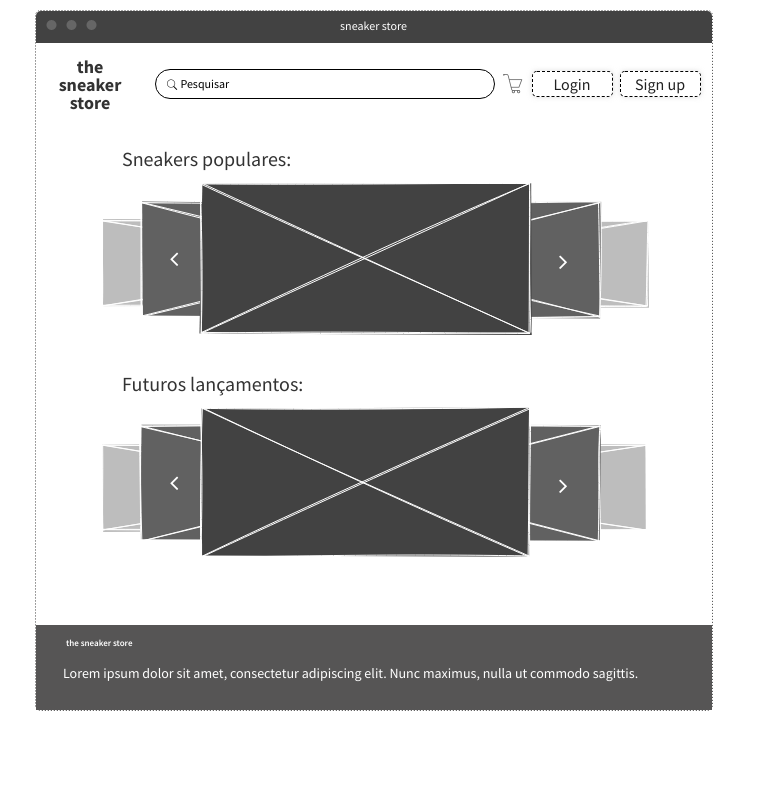 sneaker store
the
sneaker
store
Pesquisar
Login
Sign up
Sneakers populares:
Futuros lançamentos:
the sneaker store
Lorem ipsum dolor sit amet, consectetur adipiscing elit. Nunc maximus, nulla ut commodo sagittis.